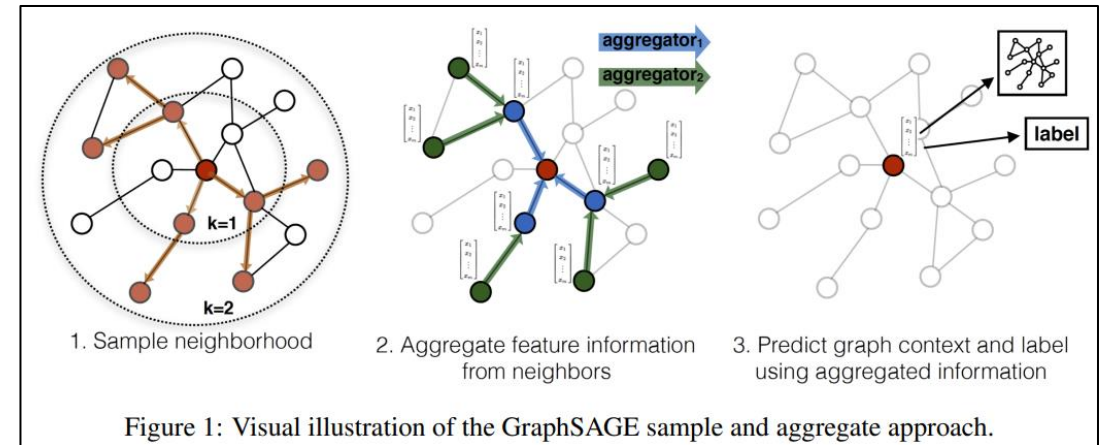 aggregator₁
aggregator₂
label
k=1
k=2
1. Sample neighborhood
2. Aggregate feature information
from neighbors
3. Predict graph context and label
using aggregated information
Figure 1: Visual illustration of the GraphSAGE sample and aggregate approach.